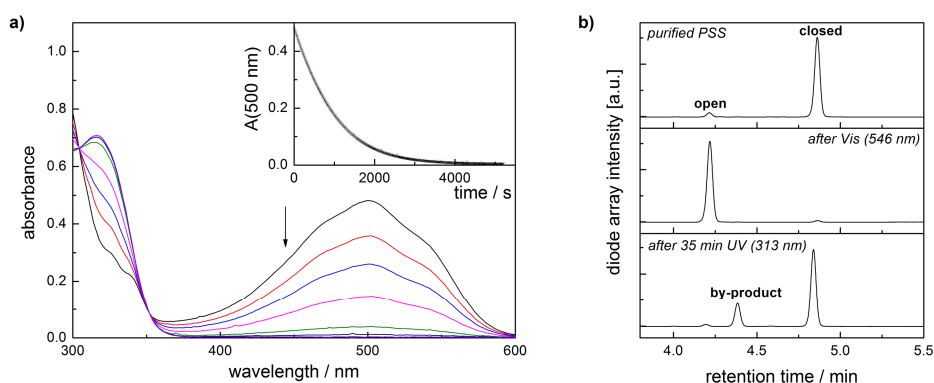 a)
1.0
0.8
0.6
0.4
0.2
0.0
absorbance
300
400
500
600
wavelength / nm
A(500 nm)
0.4
0.2
0.0
0
2000
4000
time / s
b)
diode array intensity [a.u.]
purified PSS
closed
open
after Vis (546 nm)
after 35 min UV (313 nm)
by-product
4.0
4.5
5.0
5.5
retention time / min